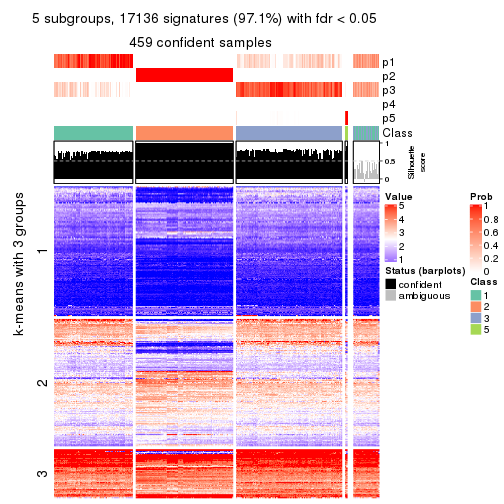 5 subgroups, 17136 signatures (97.1%) with fdr < 0.05
459 confident samples
p1
p2
p3
p4
p5
Class
1
0.5
0
Silhouette
score
k-means with 3 groups
1
2
3
Value
5
4
3
2
1
Status (barplots)
confident
ambiguous
Prob
1
0.8
0.6
0.4
0.2
0
Class
1
2
3
5